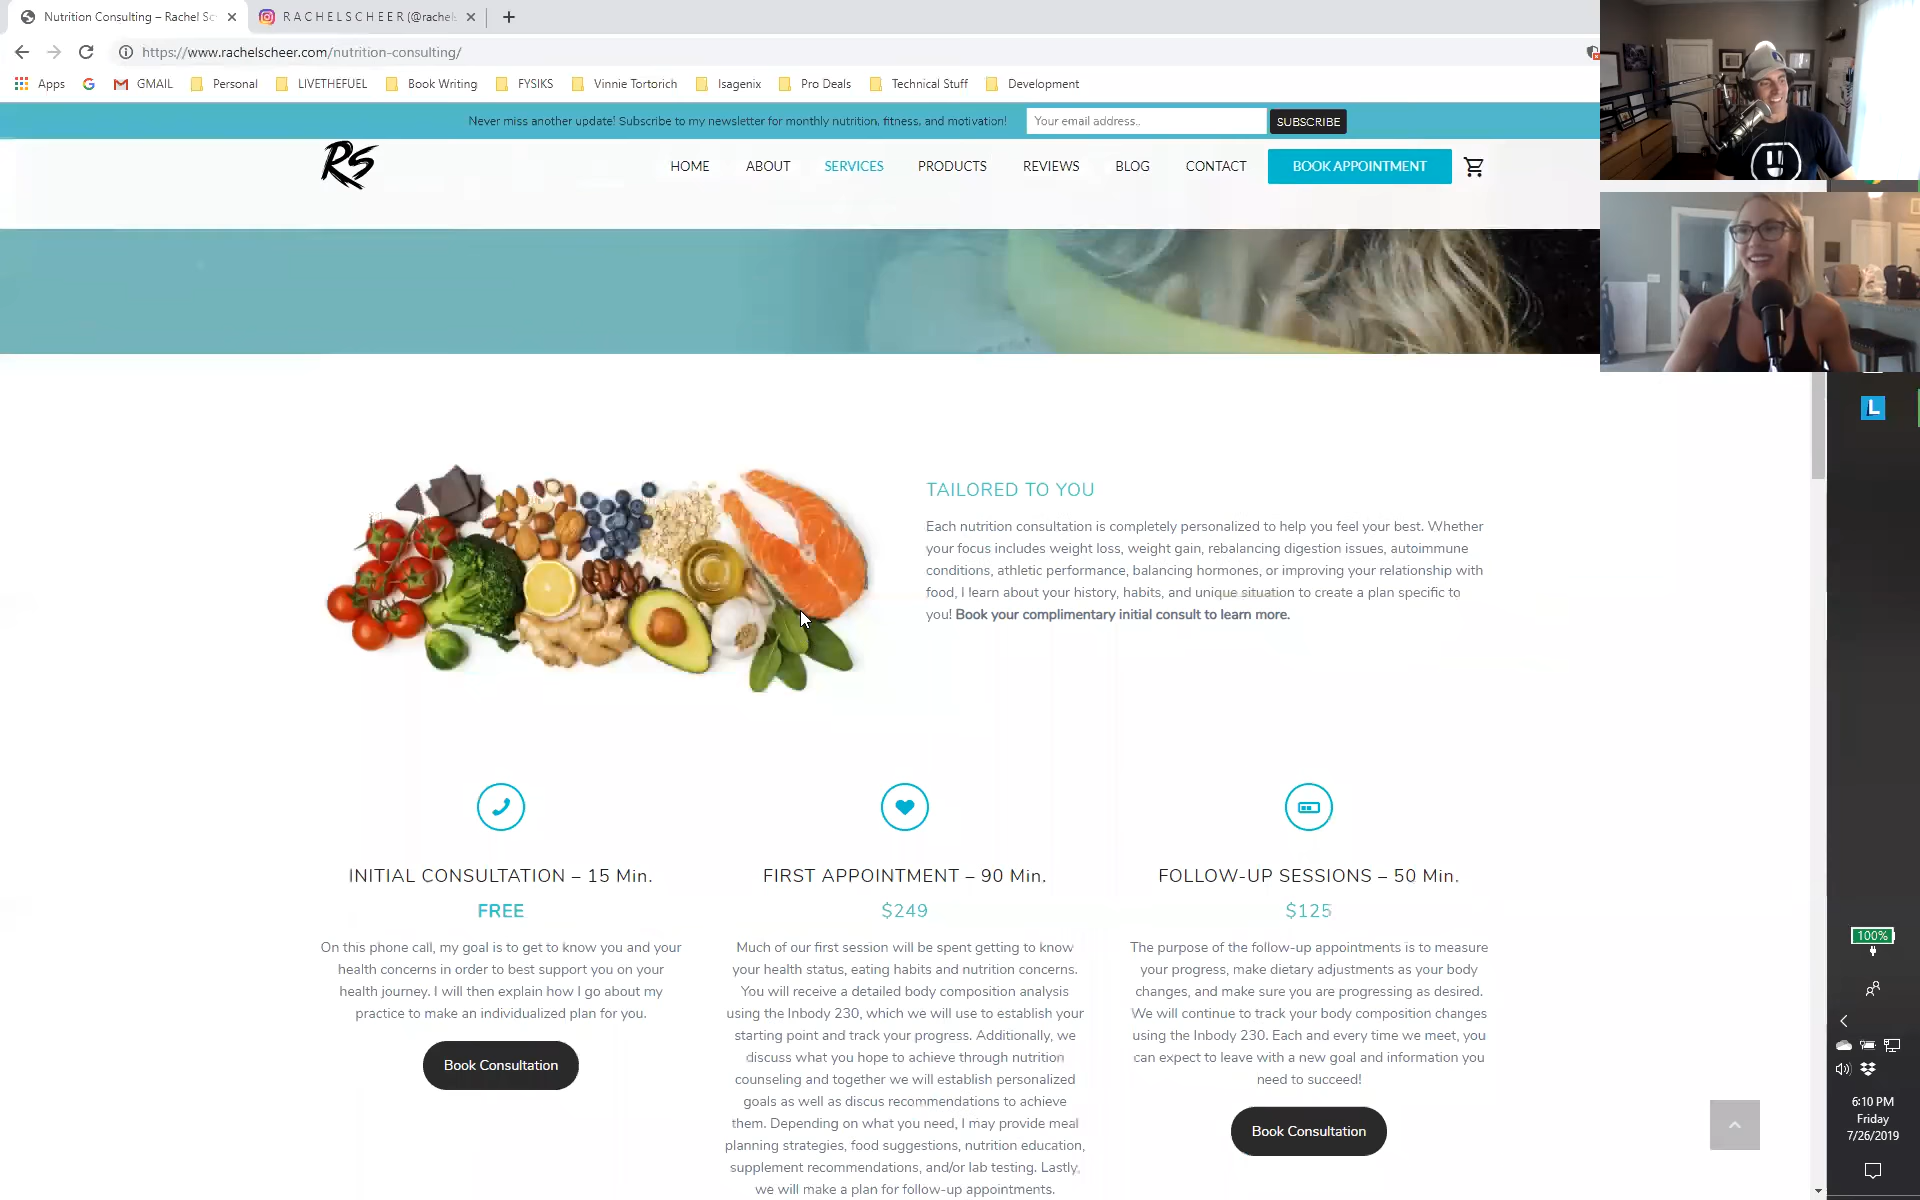 Nutrition Consulting – Rachel Sc
R A C H E L S C H E E R (@rachel
https://www.rachelscheer.com/nutrition-consulting/
Apps
GMAIL
Personal
LIVETHEFUEL
Book Writing
FYSIKS
Vinnie Tortorich
Isagenix
Pro Deals
Technical Stuff
Development
Never miss another update! Subscribe to my newsletter for monthly nutrition, fitness, and motivation!
Your email address..
SUBSCRIBE
RS
HOME
ABOUT
SERVICES
PRODUCTS
REVIEWS
BLOG
CONTACT
BOOK APPOINTMENT
L
TAILORED TO YOU
Each nutrition consultation is completely personalized to help you feel your best. Whether
your focus includes weight loss, weight gain, rebalancing digestion issues, autoimmune
conditions, athletic performance, balancing hormones, or improving your relationship with
food, I learn about your history, habits, and unique situation to create a plan specific to
you! Book your complimentary initial consult to learn more.
INITIAL CONSULTATION – 15 Min.
FREE
On this phone call, my goal is to get to know you and your
health concerns in order to best support you on your
health journey. I will then explain how I go about my
practice to make an individualized plan for you.
Book Consultation
FIRST APPOINTMENT – 90 Min.
$249
Much of our first session will be spent getting to know
your health status, eating habits and nutrition concerns.
You will receive a detailed body composition analysis
using the Inbody 230, which we will use to establish your
starting point and track your progress. Additionally, we
discuss what you hope to achieve through nutrition
counseling and together we will establish personalized
goals as well as discus recommendations to achieve
them. Depending on what you need, I may provide meal
planning strategies, food suggestions, nutrition education,
supplement recommendations, and/or lab testing. Lastly,
we will make a plan for follow-up appointments.
FOLLOW-UP SESSIONS – 50 Min.
$125
The purpose of the follow-up appointments is to measure
your progress, make dietary adjustments as your body
changes, and make sure you are progressing as desired.
We will continue to track your body composition changes
using the Inbody 230. Each and every time we meet, you
can expect to leave with a new goal and information you
need to succeed!
Book Consultation
100%
6:10 PM
Friday
7/26/2019